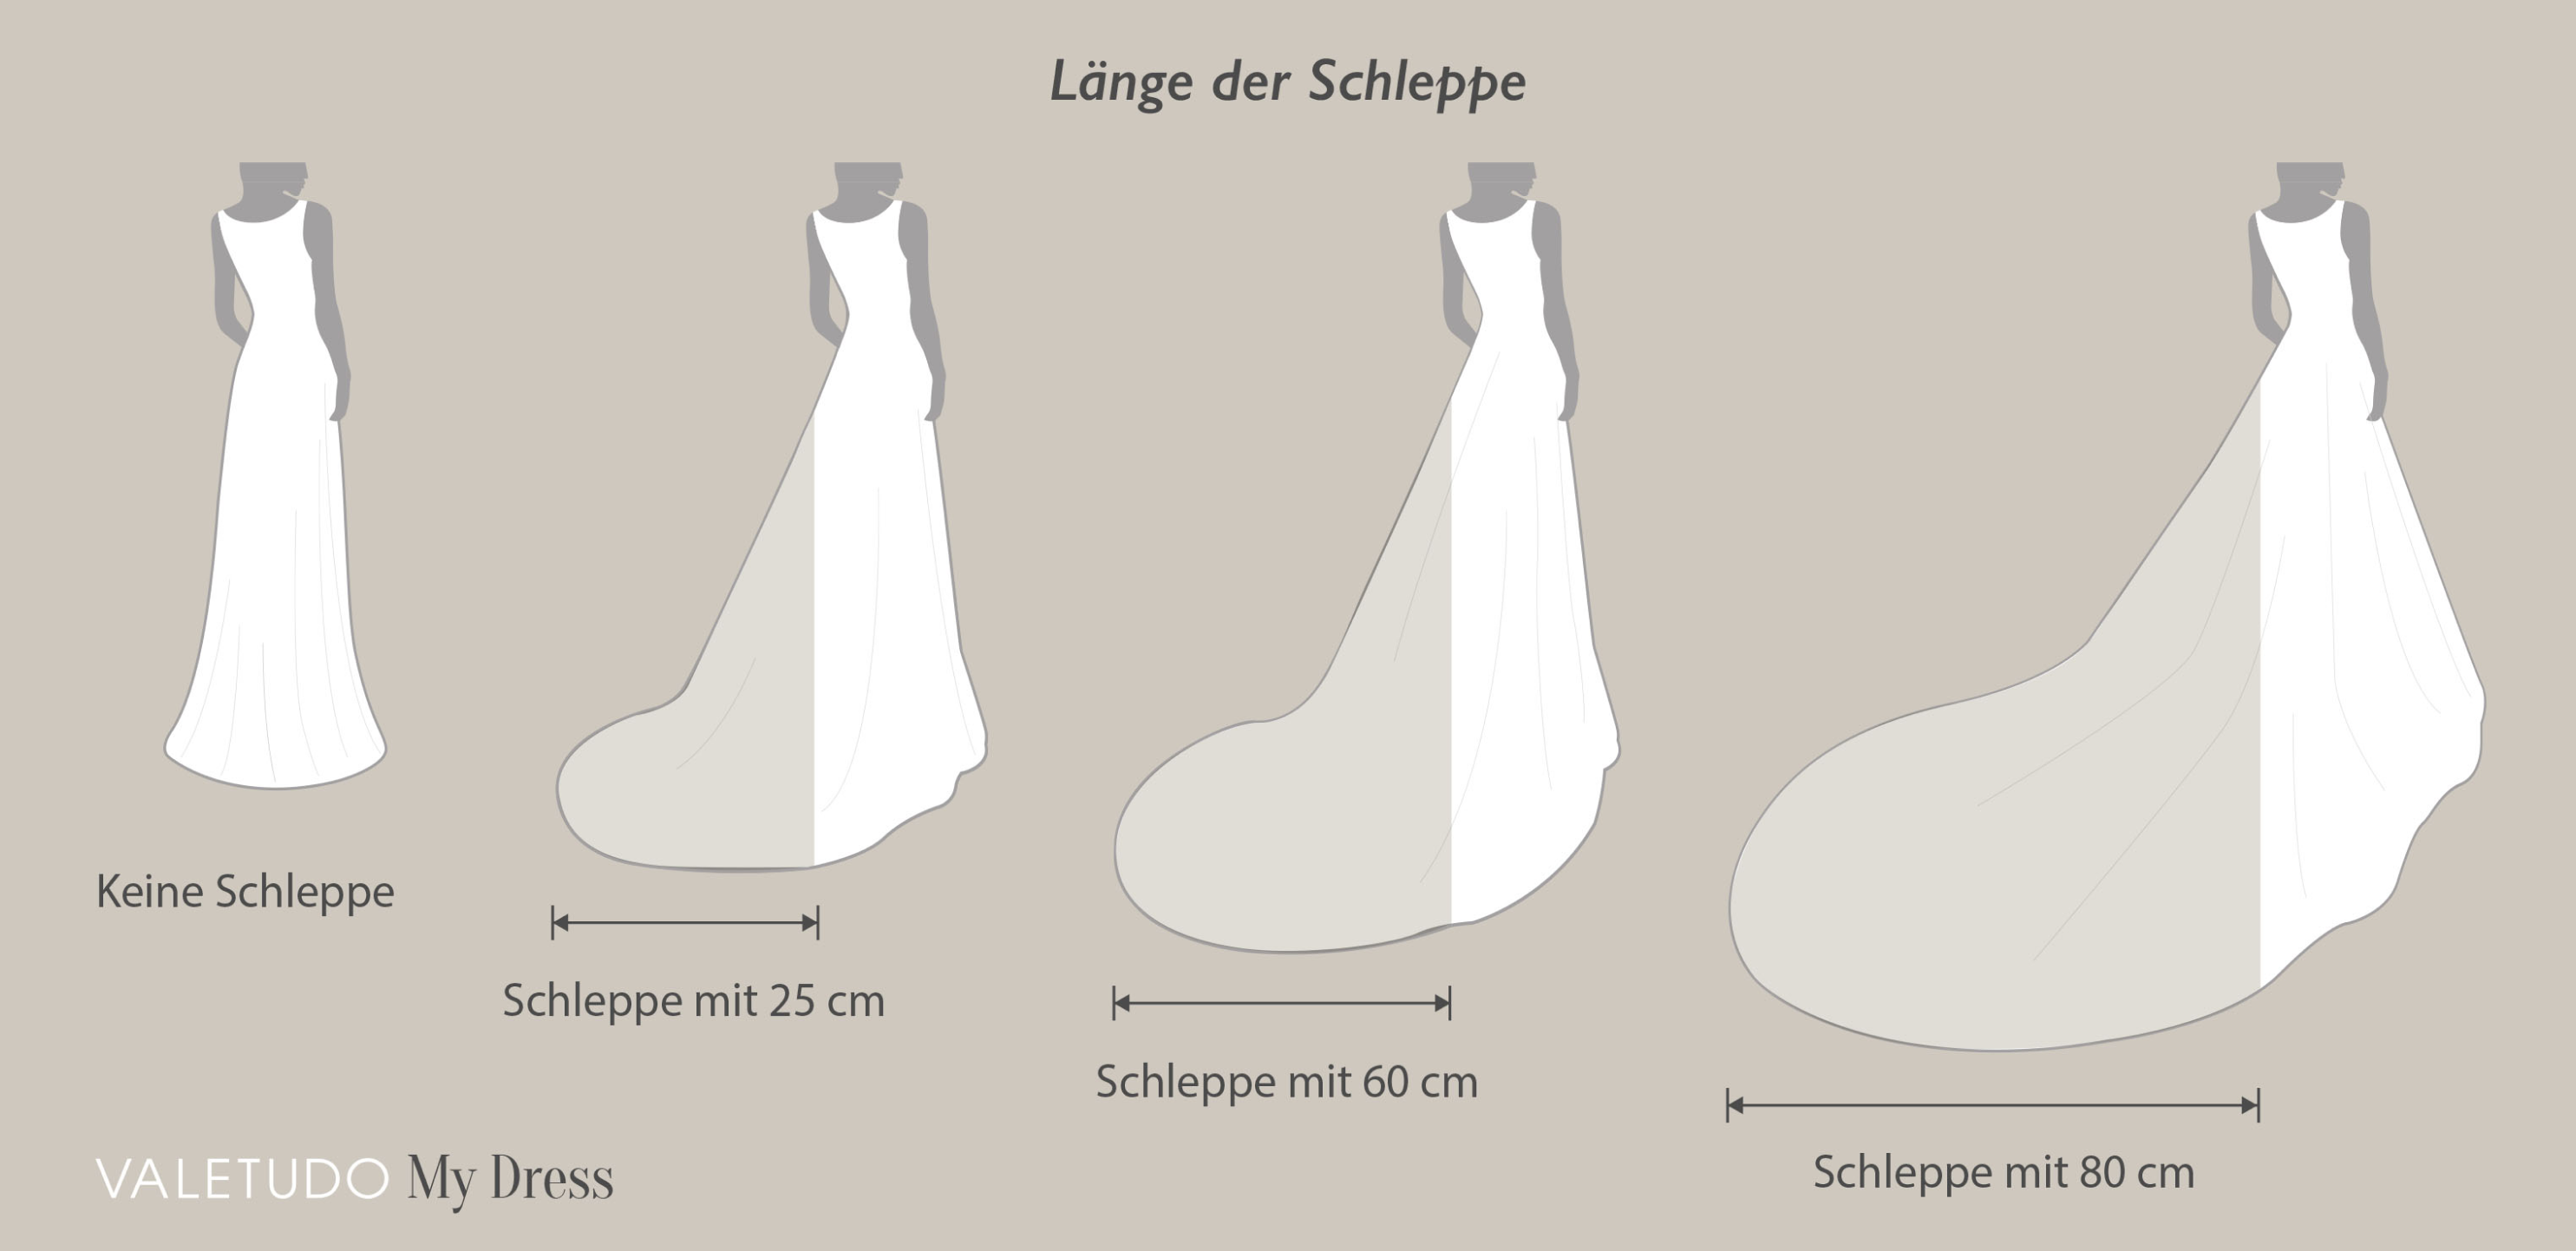 Länge der Schleppe
Keine Schleppe
Schleppe mit 25 cm
Schleppe mit 60 cm
Schleppe mit 80 cm
VALETUDO My Dress